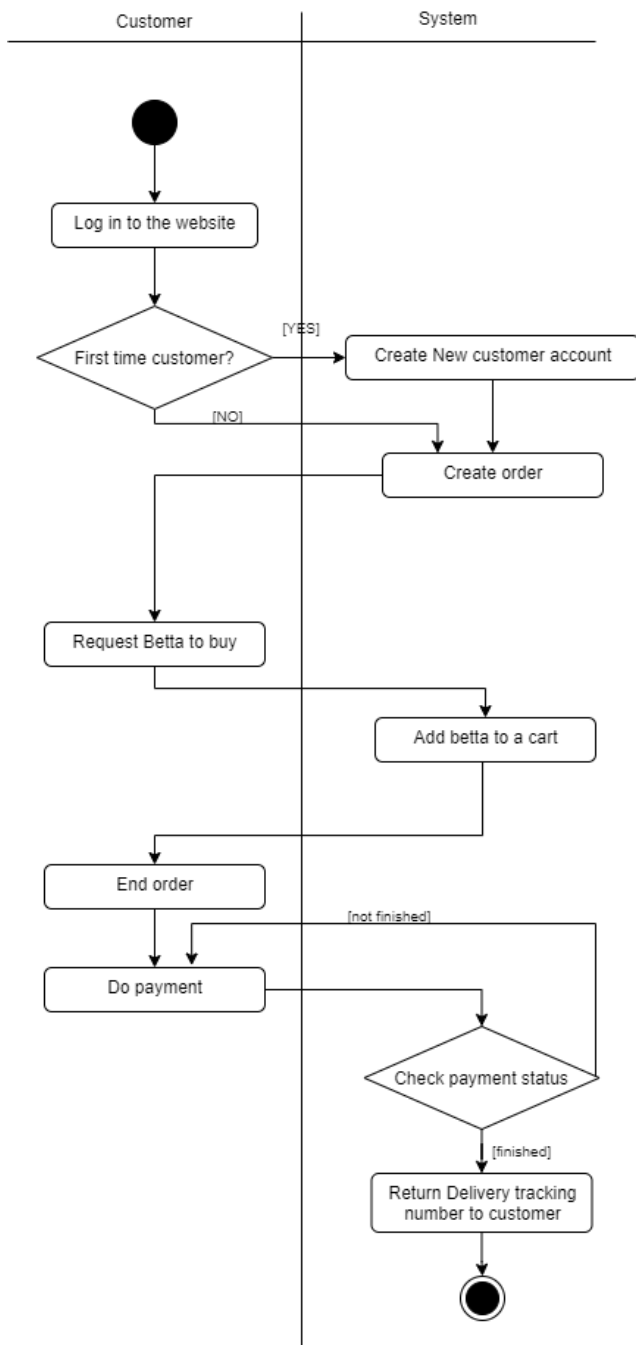 Customer
System
Log in to the website
First time customer?
[YES]
Create New customer account
[NO]
Create order
Request Betta to buy
Add betta to a cart
End order
[not finished]
Do payment
Check payment status
[finished]
Return Delivery tracking
number to customer